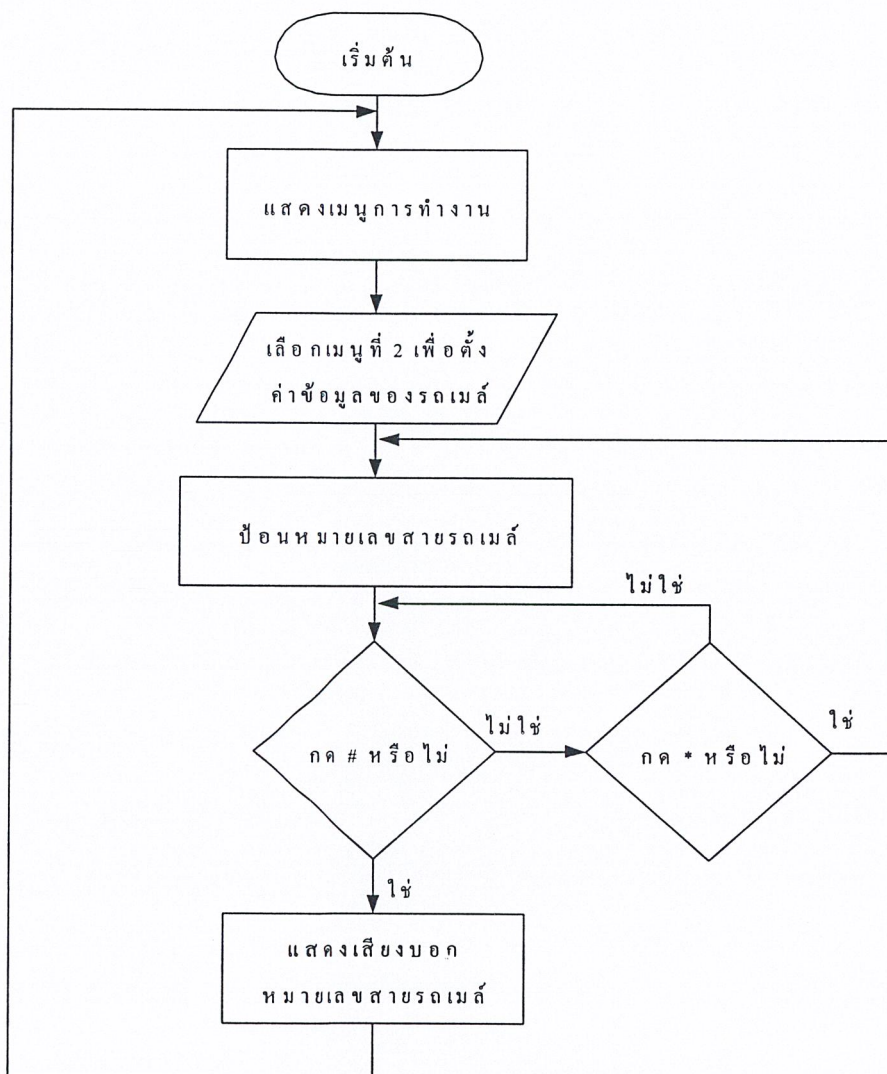 เริ่มต้น
แสดงเมนูการทำงาน
เลือกเมนูที่ 2 เพื่อตั้ง
ค่าข้อมูลของรถเมล์
ป้อนหมายเลขสายรถเมล์
ไม่ใช่
กด # หรือไม่
ไม่ใช่
กด * หรือไม่
ใช่
ใช่
แสดงเสียงบอก
หมายเลขสายรถเมล์